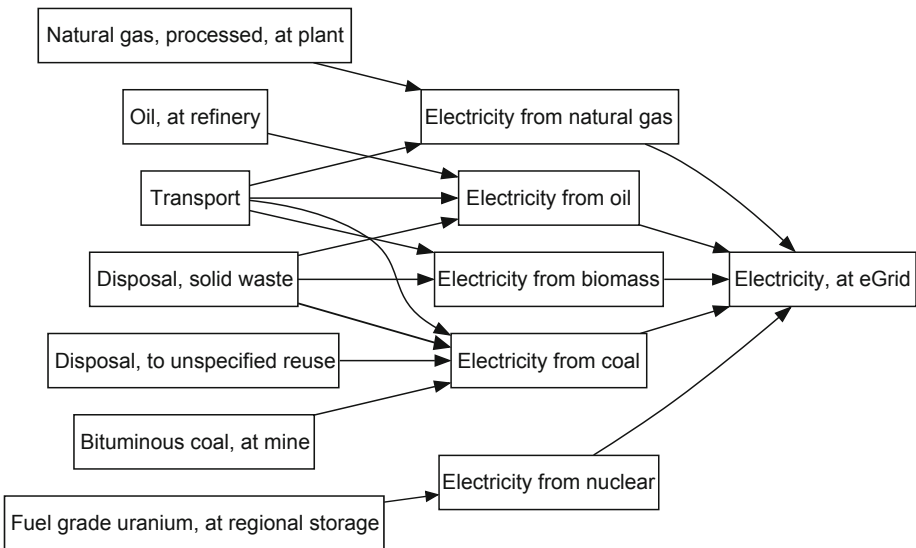 Natural gas, processed, at plant
Oil, at refinery
Electricity from natural gas
Transport
Electricity from oil
Disposal, solid waste
Electricity from biomass
Electricity, at eGrid
Disposal, to unspecified reuse
Electricity from coal
Bituminous coal, at mine
Electricity from nuclear
Fuel grade uranium, at regional storage